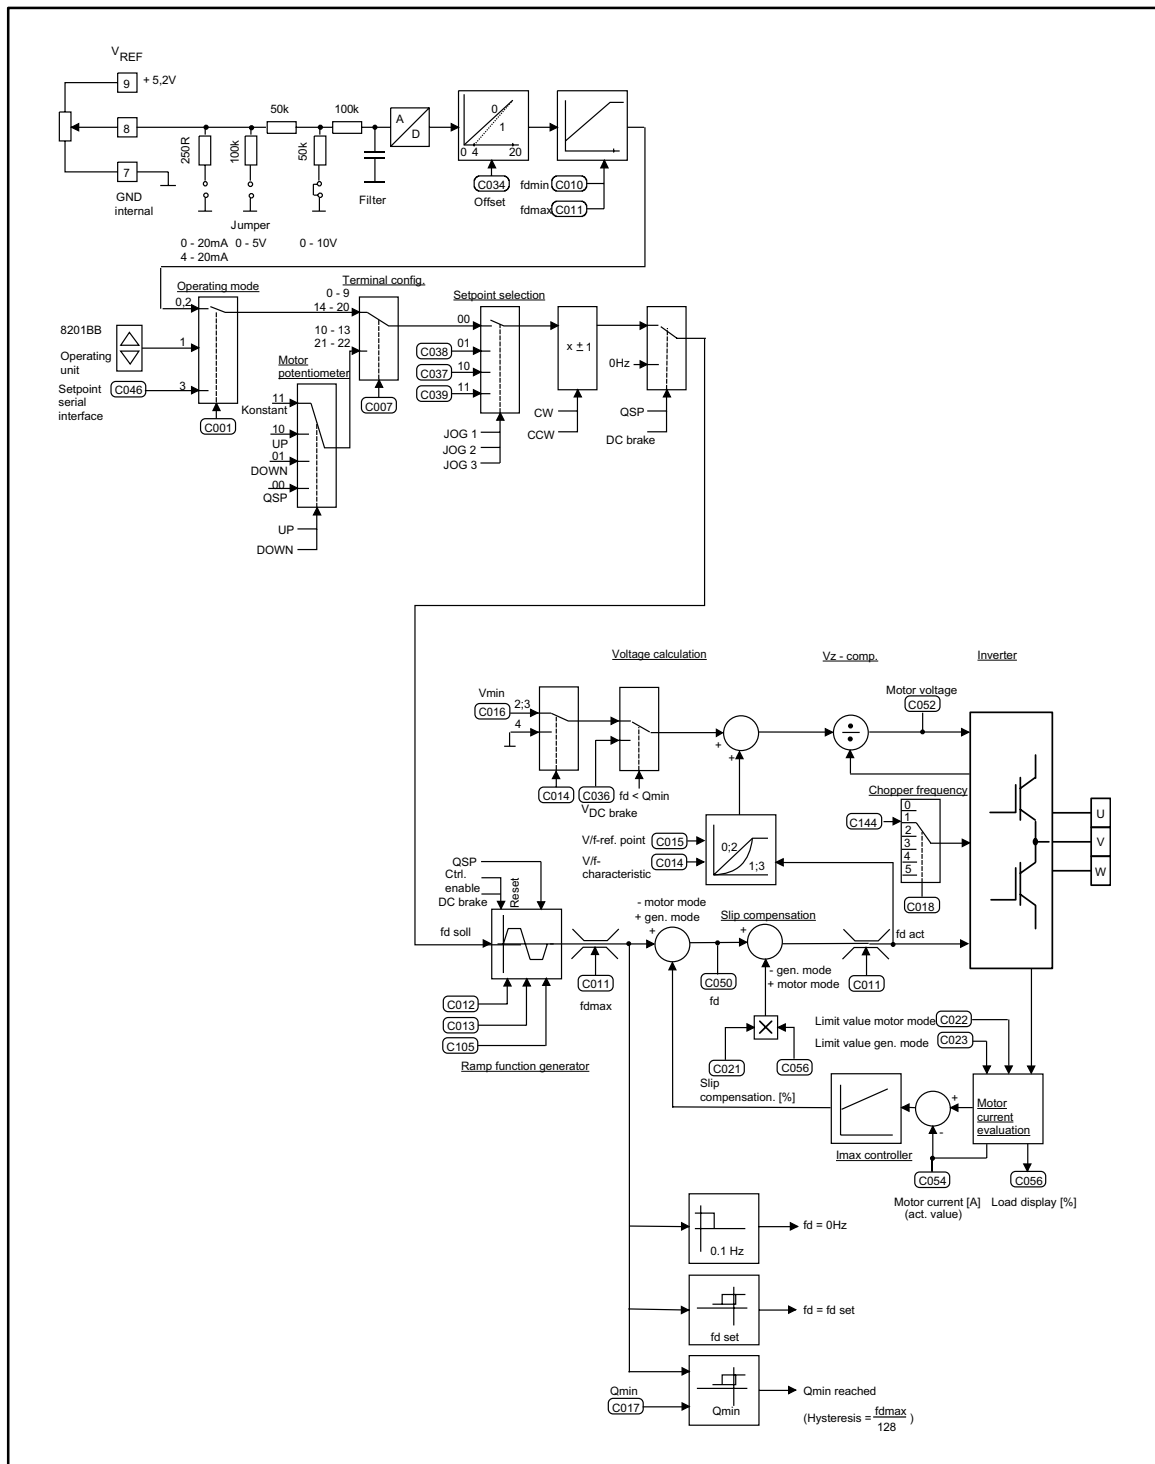 VREF
9 + 5,2V
8
7
GND
internal
250R
100k
50k
50k
100k
Jumper
0 - 20mA 0 - 5V 0 - 10V
4 - 20mA
Filter
A
D
0
1
0 4 20
C034
Offset
fdmin C010
fdmax C011
Operating mode
0,2
1
3
8201BB
Operating
unit
Setpoint
serial
interface
C046
C001
Motor
potentiometer
11
Konstant
10
UP
01
DOWN
00
QSP
UP
DOWN
Terminal config.
0 - 9
14 - 20
10 - 13
21 - 22
C007
Setpoint selection
00
C038 01
C037 10
C039 11
JOG 1
JOG 2
JOG 3
x ± 1
CW
CCW
0Hz
QSP
DC brake
Voltage calculation
Vz - comp.
Inverter
Vmin
C016 2;3
4
C014
C036
VDC brake
fd < Qmin
+
+
÷
Motor voltage
C052
Chopper frequency
C144
0
1
2
3
4
5
C018
U
V
W
V/f-ref. point C015
V/f-
characteristic
C014
0;2
1;3
QSP
Ctrl.
enable
DC brake
Reset
fd soll
C012
C013
C105
Ramp function generator
C011
fdmax
- motor mode
+ gen. mode
+
C050
fd
Slip compensation
+
- gen. mode
+ motor mode
C021
C056
Slip
compensation. [%]
C011
fd act
Limit value motor mode C022
Limit value gen. mode C023
Motor
current
evaluation
+
-
Imax controller
C054
Motor current [A]
(act. value)
C056
Load display [%]
0.1 Hz
fd = 0Hz
fd set
fd = fd set
Qmin
C017
Qmin
Qmin reached
(Hysteresis = fdmax )
128